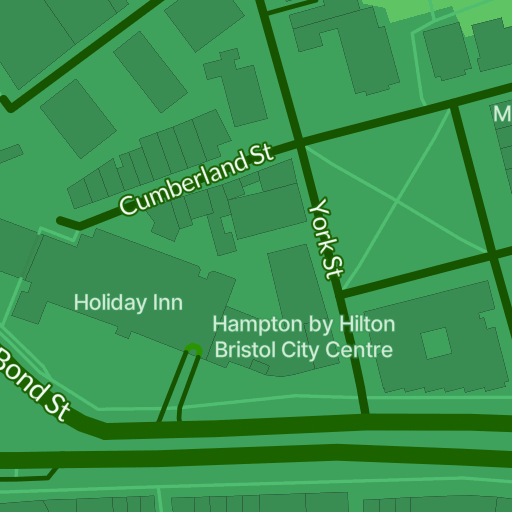 M
Cumberland St
York St
Holiday Inn
Hampton by Hilton
Bristol City Centre
Bond St